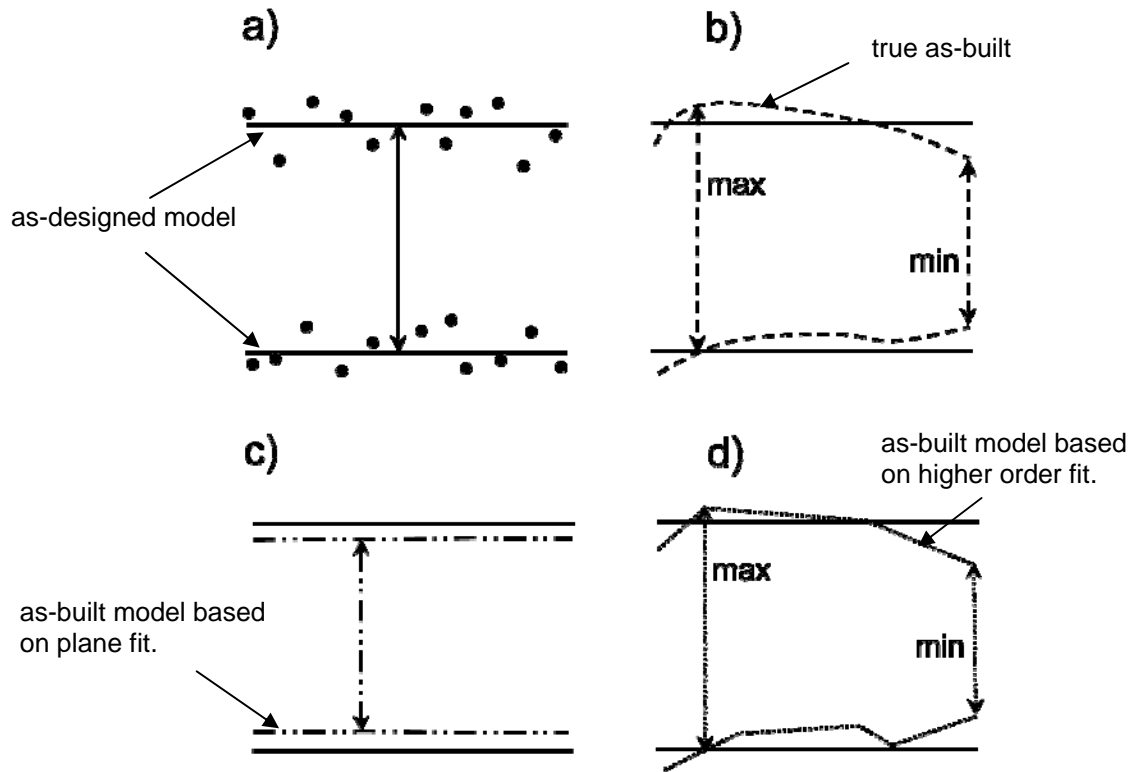 a)
b)
true as-built
as-designed model
max
min
c)
d)
as-built model based
on higher order fit.
max
as-built model based
on plane fit.
min